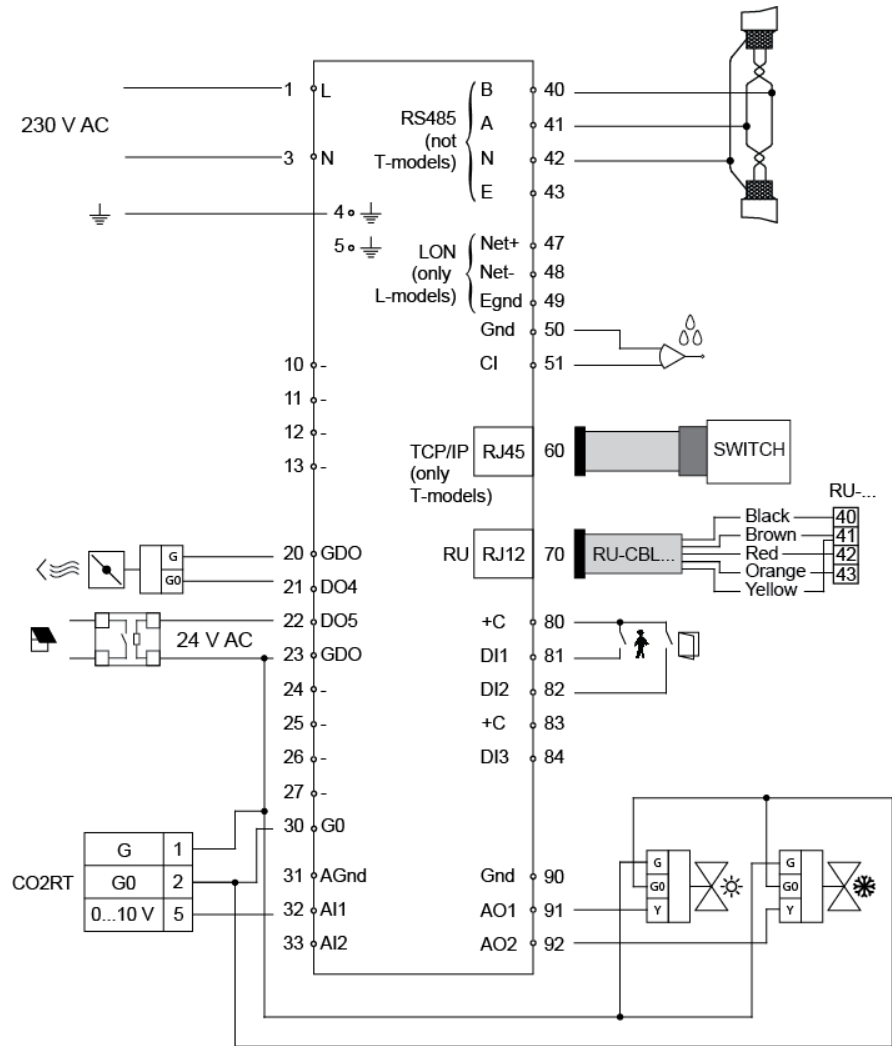 230 V AC
1 L
3 N
4
5
10 -
11 -
12 -
13 -
G
G0
20 GDO
21 DO4
22 DO5
24 V AC
23 GDO
24 -
25 -
26 -
27 -
30 G0
CO2RT
G 1
G0 2
0...10 V 5
31 AGnd
32 AI1
33 AI2
RS485
(not
T-models)
B 40
A 41
N 42
E 43
LON
(only
L-models)
Net+ 47
Net- 48
Egnd 49
Gnd 50
CI 51
TCP/IP
(only
T-models)
RJ45 60
SWITCH
RU RJ12 70
RU-CBL...
RU-...
Black 40
Brown 41
Red 42
Orange 43
Yellow
+C 80
DI1 81
DI2 82
+C 83
DI3 84
Gnd 90
AO1 91
AO2 92
G
G0
Y
G
G0
Y